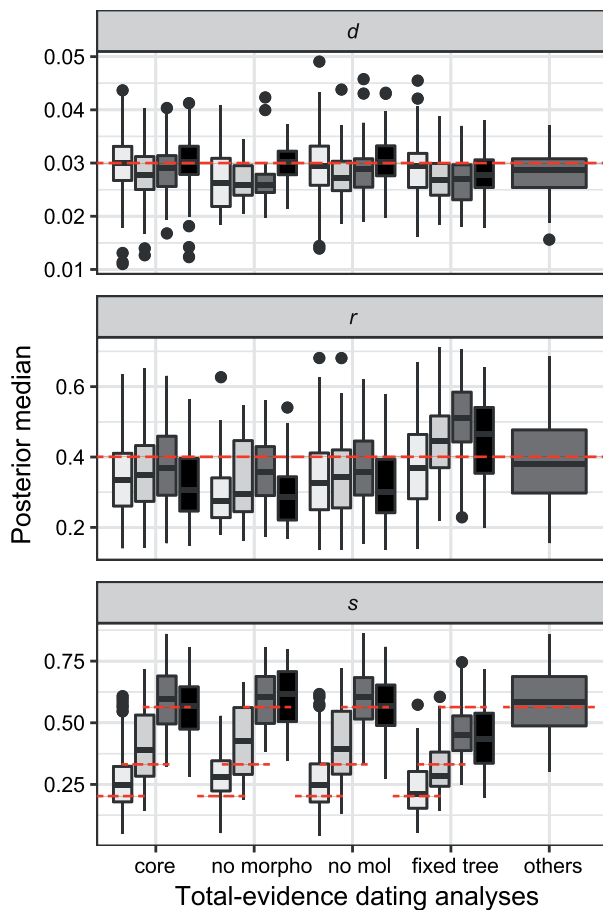 d
0.05
0.04
0.03
0.02
0.01
r
0.6
0.4
0.2
s
0.75
0.50
0.25
Posterior median
core no morpho no mol fixed tree others
Total-evidence dating analyses